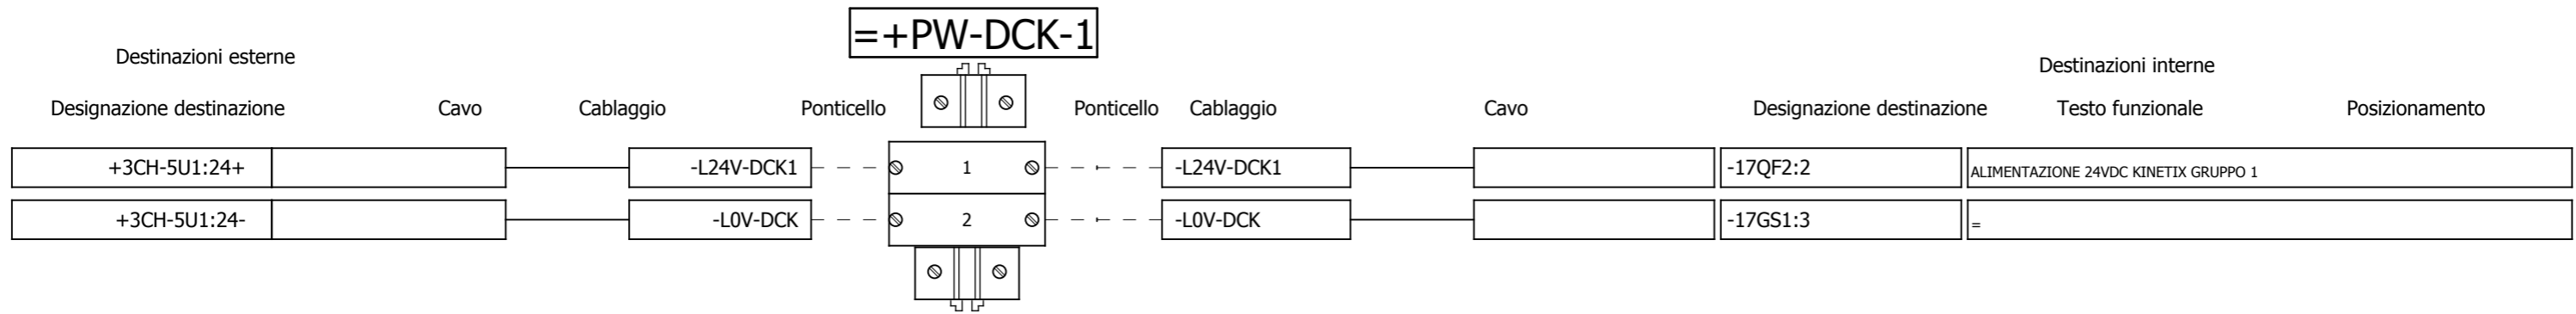 =+PW-DCK-1
Destinazioni esterne
Destinazioni interne
Designazione destinazione Cavo Cablaggio Ponticello Ponticello Cablaggio Cavo Designazione destinazione Testo funzionale Posizionamento
+3CH-5U1:24+ -L24V-DCK1 1 -L24V-DCK1 -17QF2:2 ALIMENTAZIONE 24VDC KINETIX GRUPPO 1
+3CH-5U1:24- -L0V-DCK 2 -L0V-DCK -17GS1:3 =